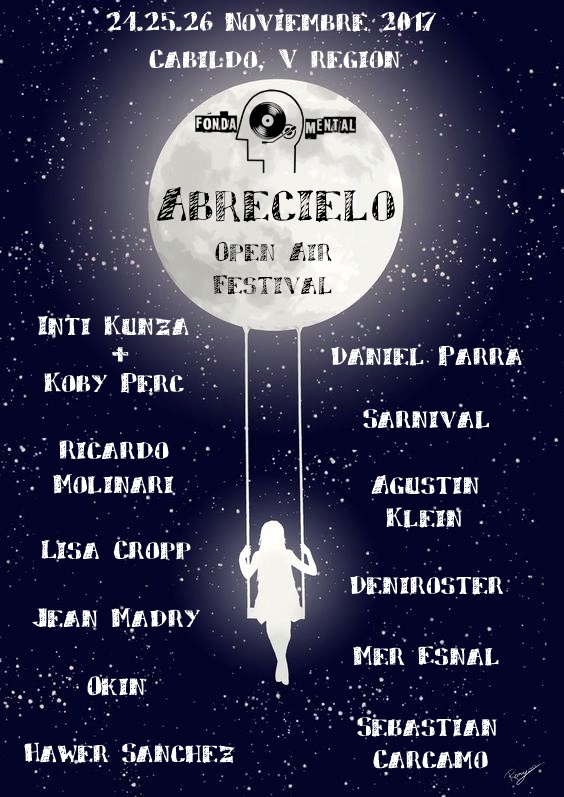 24.25.26 Noviembre 2017
Cabildo, V region
FONDA MENTAL
Abrecielo
Open Air
Festival
Inti Kunza
+
Koby Perc
Ricardo
Molinari
Lisa Cropp
Jean Madry
Okin
Hawer Sanchez
Daniel Parra
Sarnival
Agustin
Klein
Deniroster
Mer Esnal
Sebastian
Carcamo